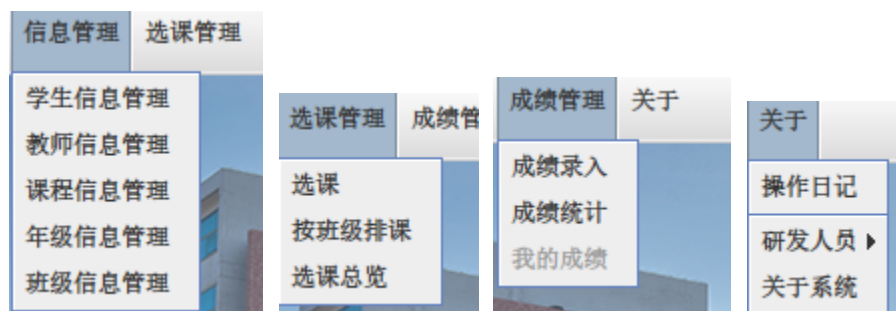 信息管理 选课管理
学生信息管理
教师信息管理
课程信息管理
年级信息管理
班级信息管理
选课管理 成绩管
选课
按班级排课
选课总览
成绩管理 关于
成绩录入
成绩统计
我的成绩
关于
操作日记
研发人员
关于系统